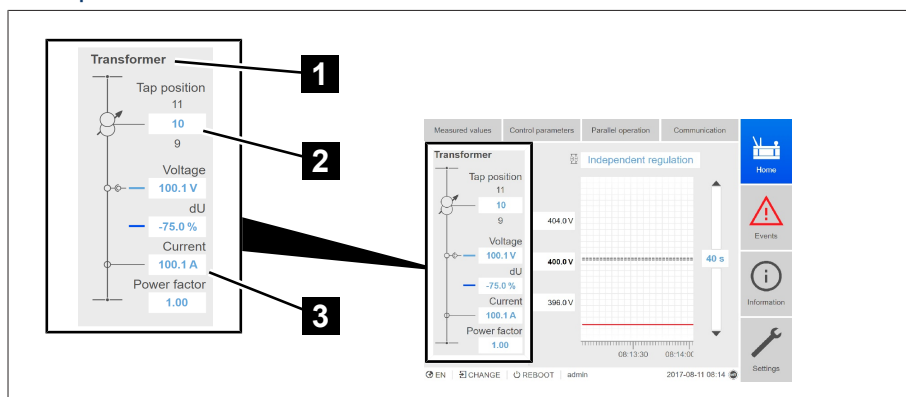 Transformer
1
Tap position
11
10
9
2
Voltage
100.1 V
dU
-75.0 %
Current
100.1 A
3
Power factor
1.00
Measured values
Control parameters
Parallel operation
Communication
Transformer
Tap position
11
10
9
Voltage
100.1 V
dU
-75.0 %
Current
100.1 A
Power factor
1.00
Independent regulation
404.0 V
400.0 V
396.0 V
40 s
08:13:30
08:14:00
Home
Events
Information
Settings
EN
CHANGE
REBOOT
admin
2017-08-11 08:14